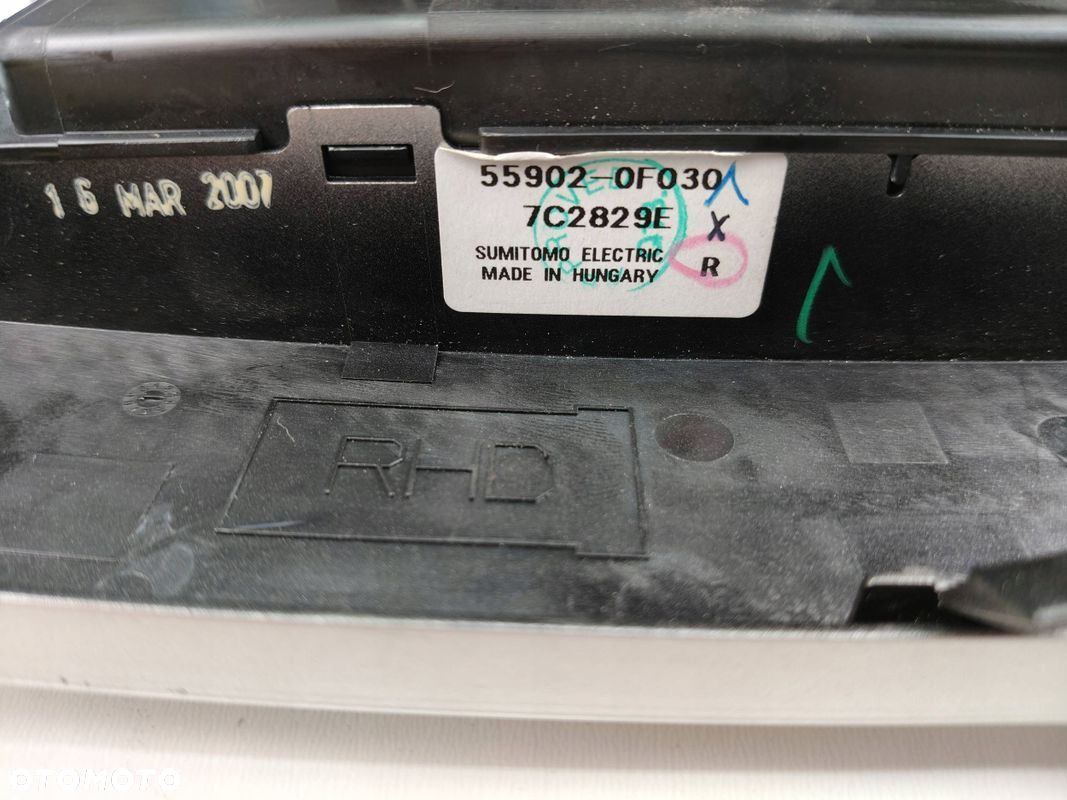 16 MAR 2007
55902-0F030
7C2829E
X
SUMITOMO ELECTRIC
MADE IN HUNGARY
R
RHD
OTOMOTO